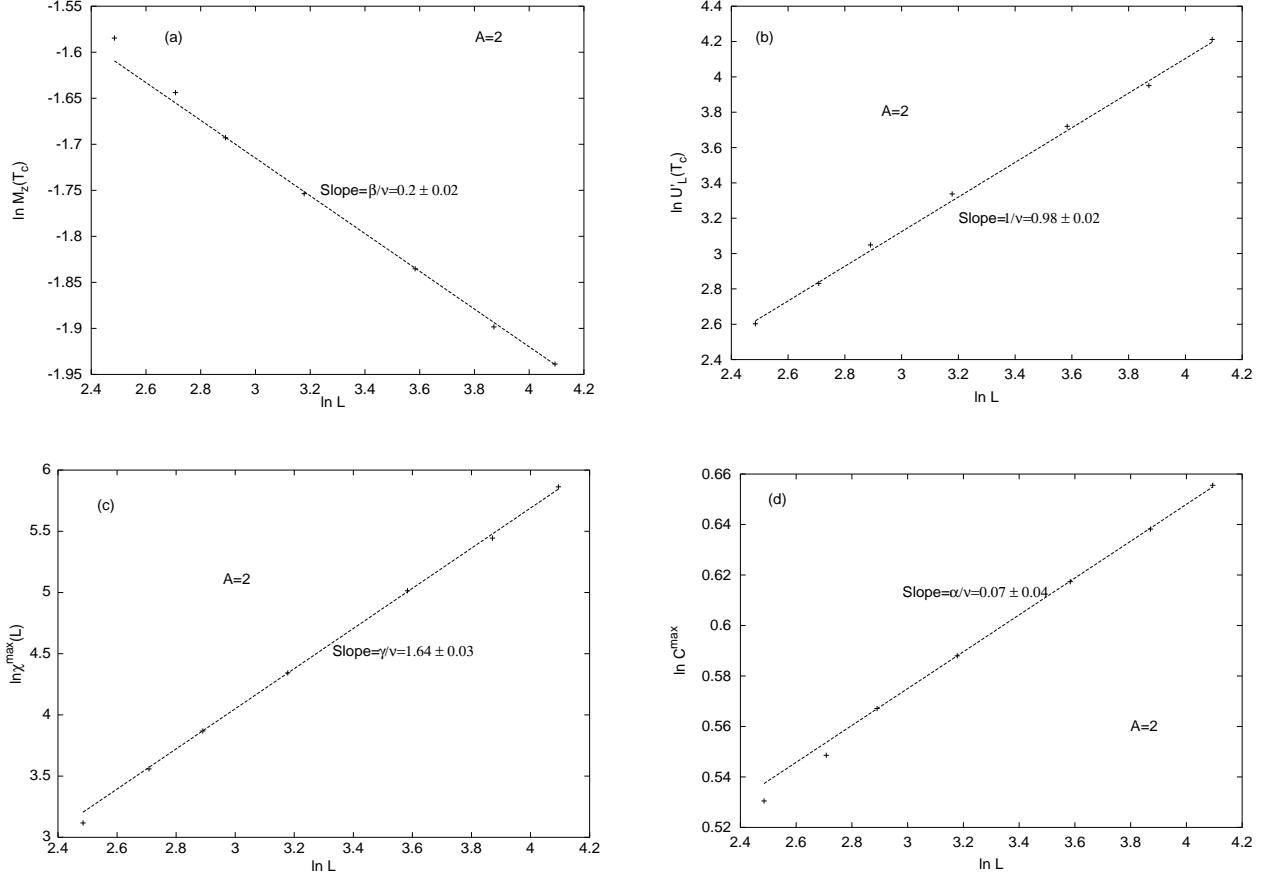 -1.55
-1.6
-1.65
-1.7
-1.75
-1.8
-1.85
-1.9
-1.95
ln M_z(T_c)
(a)
A=2
Slope=β/ν=0.2 ± 0.02
2.4 2.6 2.8 3 3.2 3.4 3.6 3.8 4 4.2
ln L
4.4
4.2
4
3.8
3.6
3.4
3.2
3
2.8
2.6
2.4
ln U'_L(T_c)
(b)
A=2
Slope=1/ν=0.98 ± 0.02
2.4 2.6 2.8 3 3.2 3.4 3.6 3.8 4 4.2
ln L
6
5.5
5
4.5
4
3.5
3
lnχ^max(L)
(c)
A=2
Slope=γ/ν=1.64 ± 0.03
2.4 2.6 2.8 3 3.2 3.4 3.6 3.8 4 4.2
ln L
0.66
0.64
0.62
0.6
0.58
0.56
0.54
0.52
ln C^max
(d)
Slope=α/ν=0.07 ± 0.04
A=2
2.4 2.6 2.8 3 3.2 3.4 3.6 3.8 4 4.2
ln L